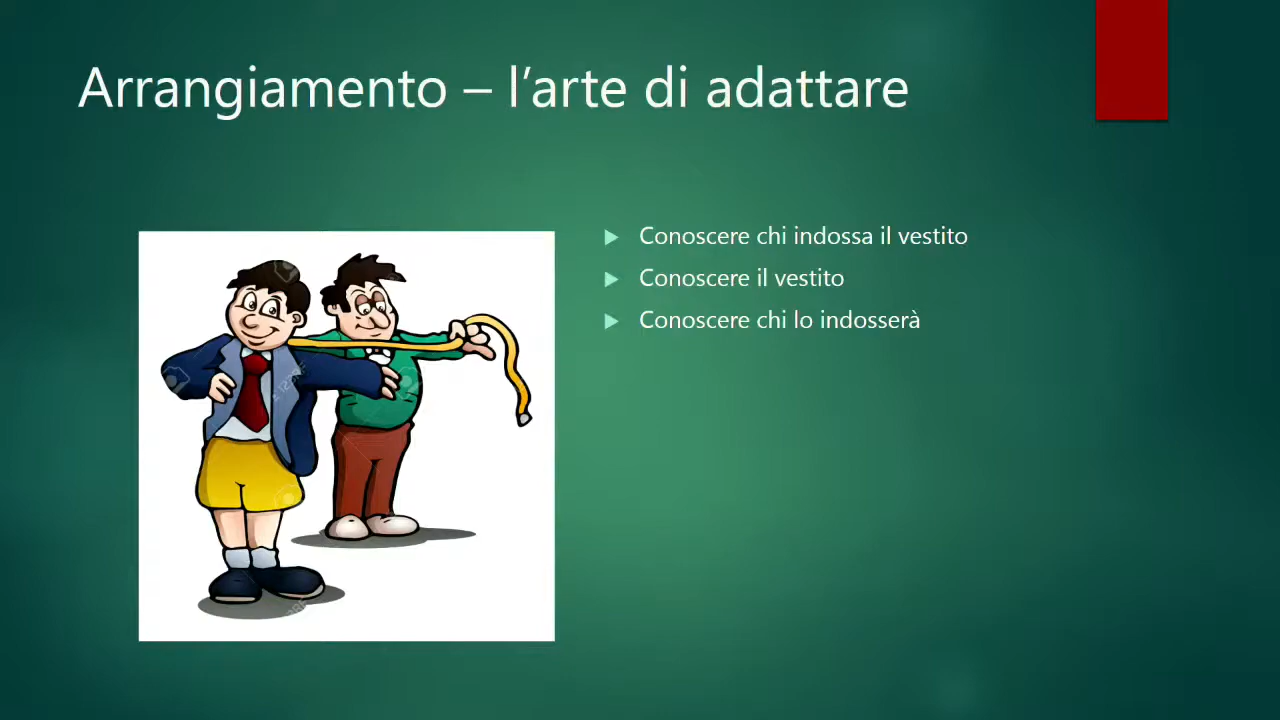 Arrangiamento – l’arte di adattare
Conoscere chi indossa il vestito
Conoscere il vestito
Conoscere chi lo indosserà